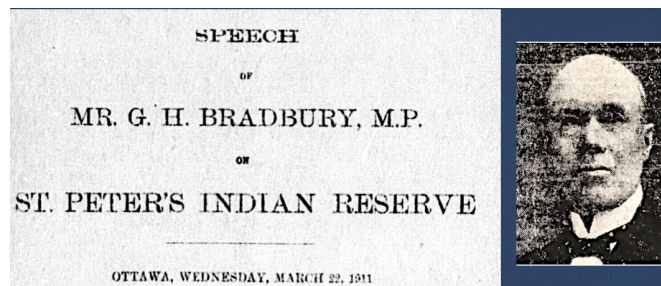 SPEECH
OF
MR. G. H. BRADBURY, M.P.
ON
ST. PETER'S INDIAN RESERVE
OTTAWA, WEDNESDAY, MARCH 22, 1911